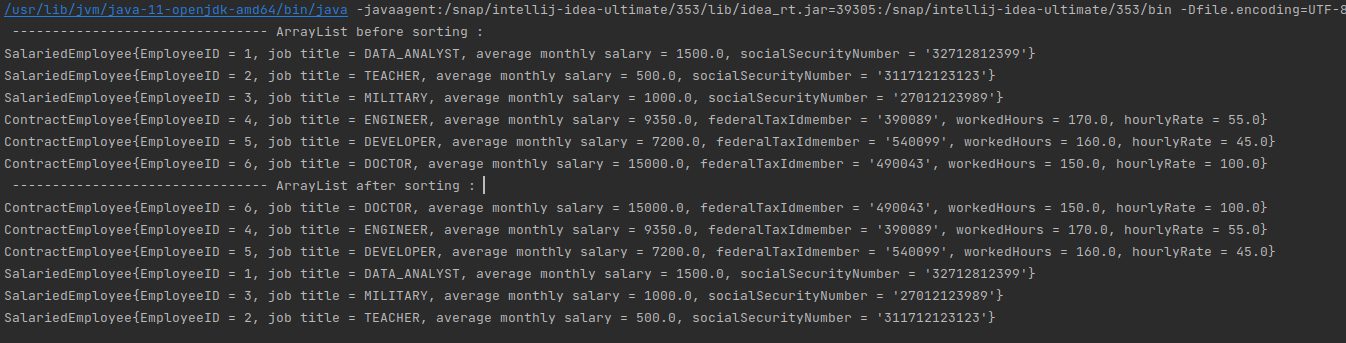 /usr/lib/jvm/java-11-openjdk-amd64/bin/java -javaagent:/snap/intellij-idea-ultimate/353/lib/idea_rt.jar=39305:/snap/intellij-idea-ultimate/353/bin -Dfile.encoding=UTF-8
-------------------------------- ArrayList before sorting :
SalariedEmployee{EmployeeID = 1, job title = DATA_ANALYST, average monthly salary = 1500.0, socialSecurityNumber = '32712812399'}
SalariedEmployee{EmployeeID = 2, job title = TEACHER, average monthly salary = 500.0, socialSecurityNumber = '311712123123'}
SalariedEmployee{EmployeeID = 3, job title = MILITARY, average monthly salary = 1000.0, socialSecurityNumber = '27012123989'}
ContractEmployee{EmployeeID = 4, job title = ENGINEER, average monthly salary = 9350.0, federalTaxIdmember = '390089', workedHours = 170.0, hourlyRate = 55.0}
ContractEmployee{EmployeeID = 5, job title = DEVELOPER, average monthly salary = 7200.0, federalTaxIdmember = '540099', workedHours = 160.0, hourlyRate = 45.0}
ContractEmployee{EmployeeID = 6, job title = DOCTOR, average monthly salary = 15000.0, federalTaxIdmember = '490043', workedHours = 150.0, hourlyRate = 100.0}
-------------------------------- ArrayList after sorting :
ContractEmployee{EmployeeID = 6, job title = DOCTOR, average monthly salary = 15000.0, federalTaxIdmember = '490043', workedHours = 150.0, hourlyRate = 100.0}
ContractEmployee{EmployeeID = 4, job title = ENGINEER, average monthly salary = 9350.0, federalTaxIdmember = '390089', workedHours = 170.0, hourlyRate = 55.0}
ContractEmployee{EmployeeID = 5, job title = DEVELOPER, average monthly salary = 7200.0, federalTaxIdmember = '540099', workedHours = 160.0, hourlyRate = 45.0}
SalariedEmployee{EmployeeID = 1, job title = DATA_ANALYST, average monthly salary = 1500.0, socialSecurityNumber = '32712812399'}
SalariedEmployee{EmployeeID = 3, job title = MILITARY, average monthly salary = 1000.0, socialSecurityNumber = '27012123989'}
SalariedEmployee{EmployeeID = 2, job title = TEACHER, average monthly salary = 500.0, socialSecurityNumber = '311712123123'}